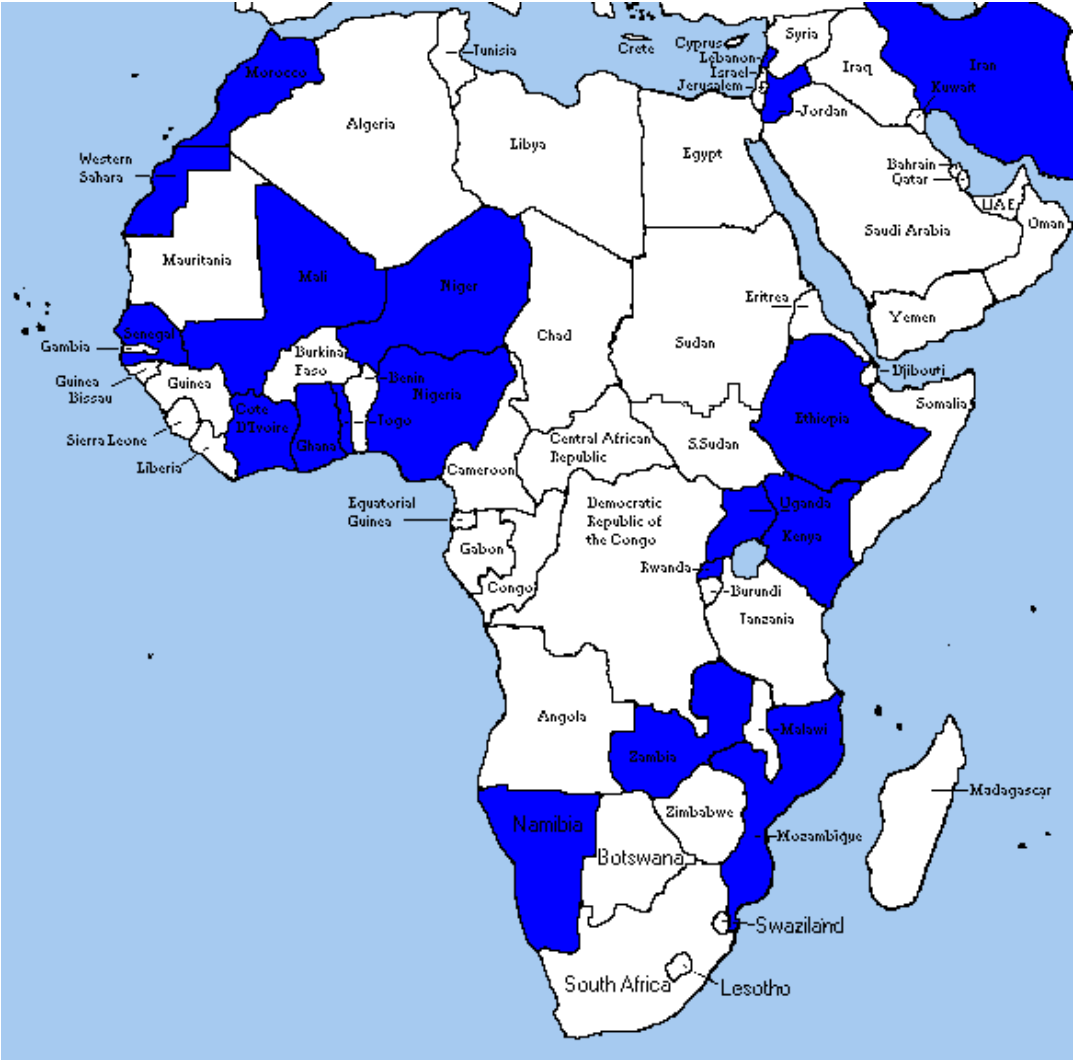 Syria
Cyprus
Crete
Tunisia
Lebanon
Israel
Jerusalem
Iraq
Iran
Kuwait
Morocco
Jordan
Algeria
Libya
Egypt
Western
Sahara
Bahrain
Qatar
UAE
Oman
Saudi Arabia
Mauritania
Mali
Niger
Eritrea
Yemen
Senegal
Gambia
Chad
Sudan
Burkina
Faso
Guinea
Bissau
Guinea
Benin
Nigeria
Djibouti
Somalia
Cote
D'Ivoire
Ghana
Togo
Ethiopia
Sierra Leone
Liberia
Central African
Republic
S.Sudan
Cameroon
Equatorial
Guinea
Democratic
Republic of
the Congo
Uganda
Kenya
Gabon
Rwanda
Congo
Burundi
Tanzania
Angola
Malawi
Zambia
Madagascar
Zimbabwe
Namibia
Mozambique
Botswana
Swaziland
South Africa
Lesotho